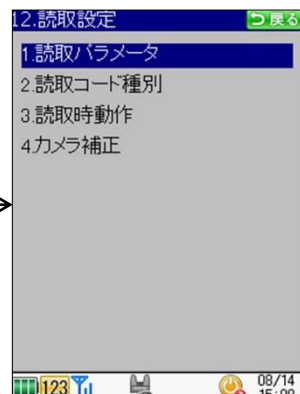 12.読取設定
戻る
1.読取パラメータ
2.読取コード種別
3.読取時動作
4.カメラ補正
123
08/14